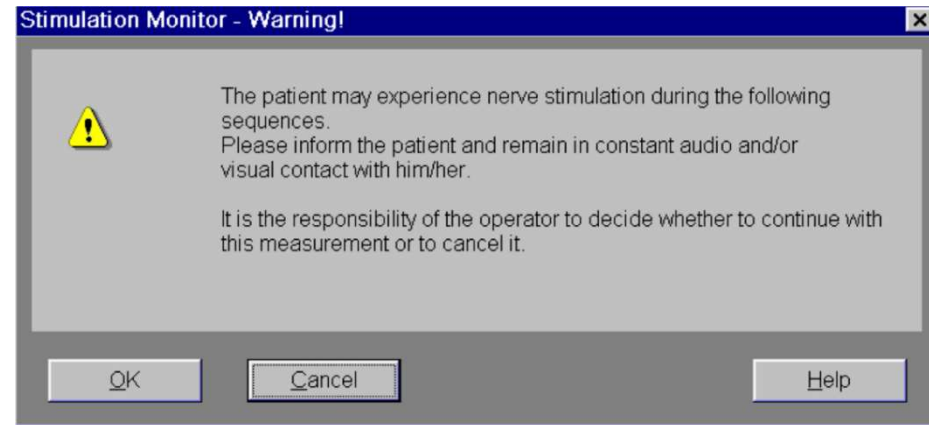 Stimulation Monitor - Warning!
The patient may experience nerve stimulation during the following
sequences.
Please inform the patient and remain in constant audio and/or
visual contact with him/her.
It is the responsibility of the operator to decide whether to continue with
this measurement or to cancel it.
OK
Cancel
Help